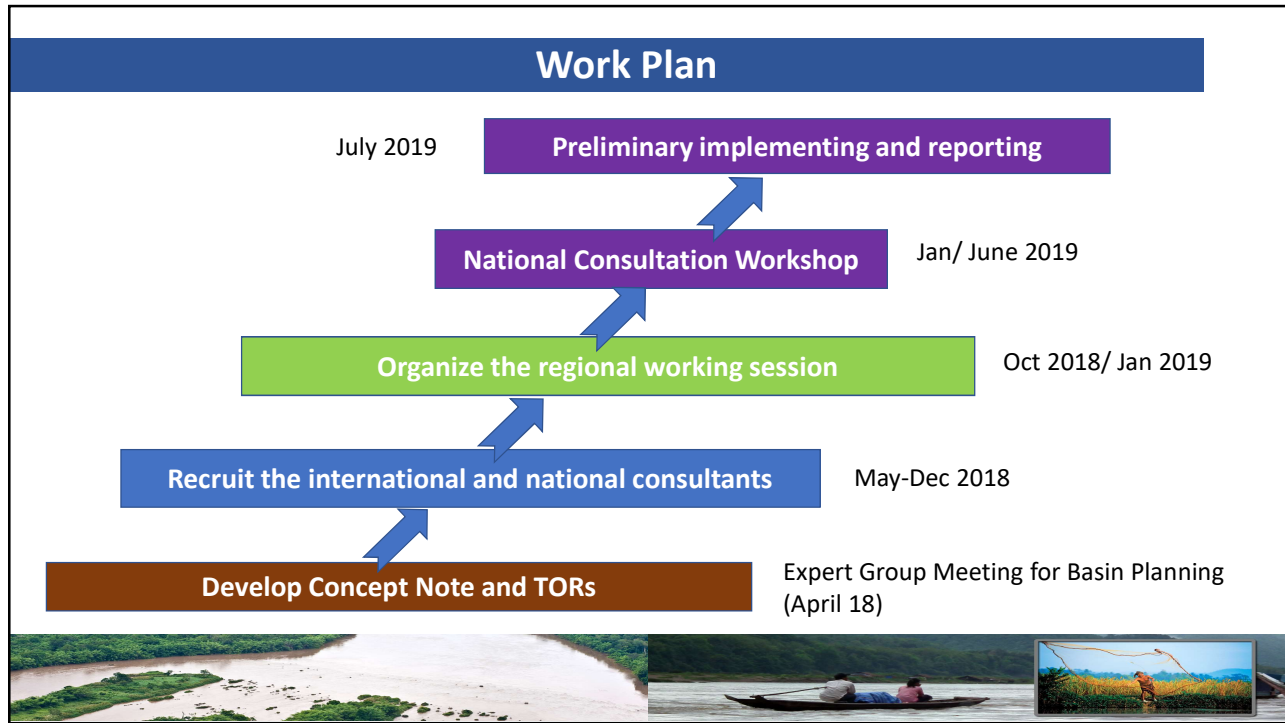 Work Plan
July 2019
Preliminary implementing and reporting
National Consultation Workshop
Jan/ June 2019
Organize the regional working session
Oct 2018/ Jan 2019
Recruit the international and national consultants
May-Dec 2018
Develop Concept Note and TORs
Expert Group Meeting for Basin Planning
(April 18)